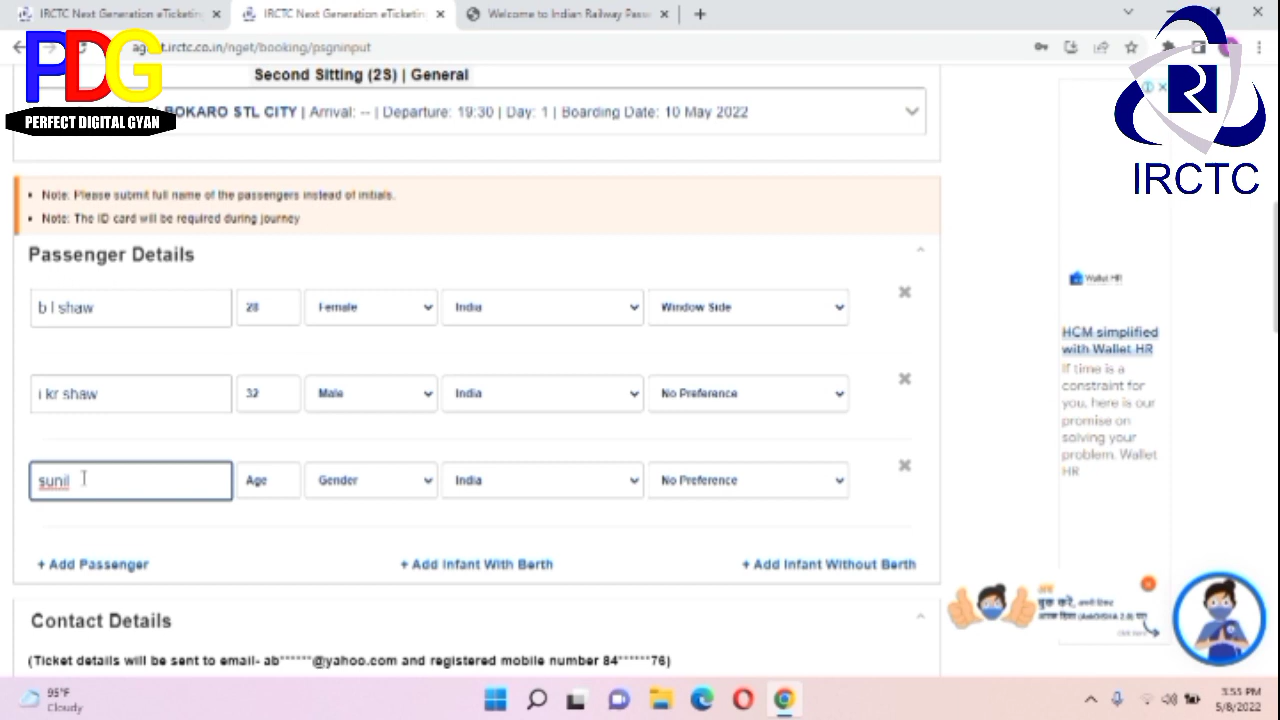 IRCTC Next Generation eTicketing
IRCTC Next Generation eTicketing
Welcome to Indian Railway Passe
.irctc.co.in/nget/booking/psgninput
PDG
PERFECT DIGITAL GYAN
IRCTC
Second Sitting (2S) | General
BOKARO STL CITY | Arrival: -- | Departure: 19:30 | Day: 1 | Boarding Date: 10 May 2022
Note: Please submit full name of the passengers instead of initials.
Note: The ID card will be required during journey
Passenger Details
b l shaw 28 Female India Window Side
i kr shaw 32 Male India No Preference
sunil Age Gender India No Preference
+ Add Passenger + Add Infant With Berth + Add Infant Without Berth
Contact Details
(Ticket details will be sent to email- ab******@yahoo.com and registered mobile number 84******76)
Wallet HR
HCM simplified
with Wallet HR
If time is a
constraint for
you, here is our
promise on
solving your
problem. Wallet
HR
बुक करे,
(AskDISHA 2.0)
95°F
Cloudy
3:55 PM
5/8/2022